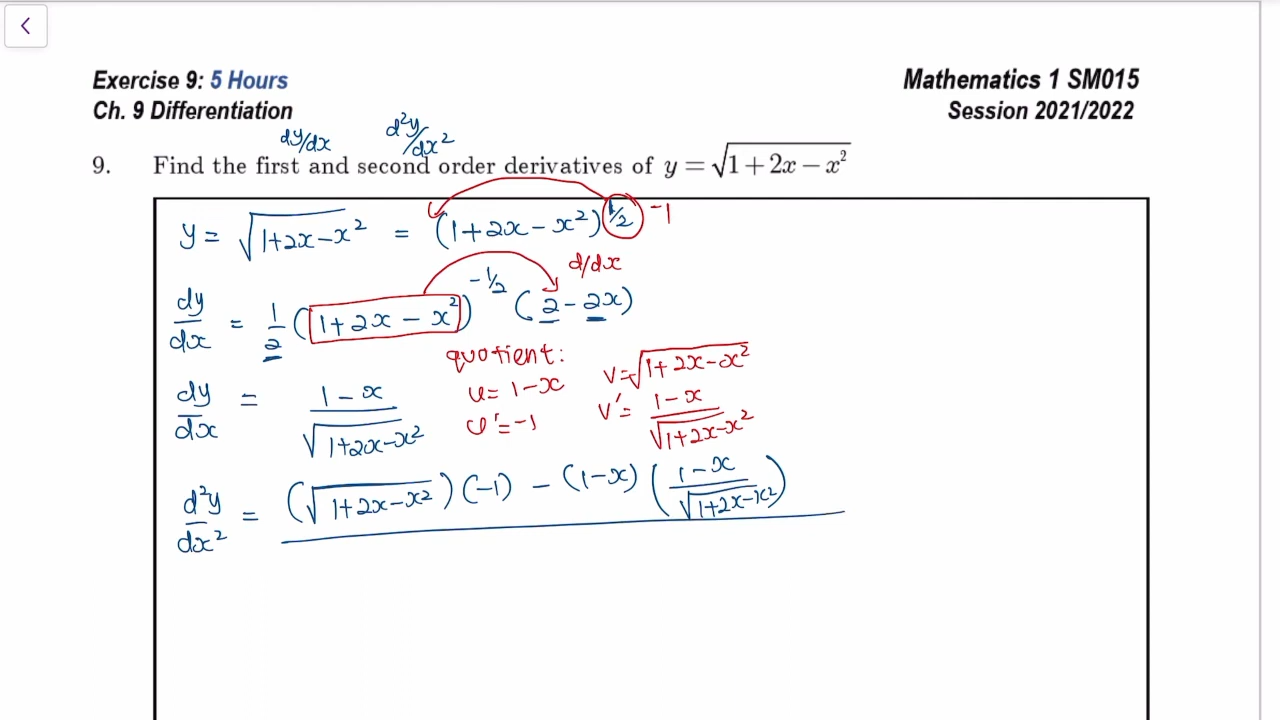 Exercise 9: 5 Hours
Mathematics 1 SM015
Ch. 9 Differentiation
Session 2021/2022
dy/dx d²y/dx²
9. Find the first and second order derivatives of y = √(1 + 2x − x²)
y = √(1+2x−x²) = (1+2x−x²)^(1/2) −1
d/dx
dy/dx = 1/2 (1+2x−x²)^(−1/2) (2−2x)
quotient:
u = 1−x v = √(1+2x−x²)
u' = −1 v' = (1−x)/√(1+2x−x²)
dy/dx = (1−x)/√(1+2x−x²)
d²y/dx² = (√(1+2x−x²))(−1) − (1−x)((1−x)/√(1+2x−x²))